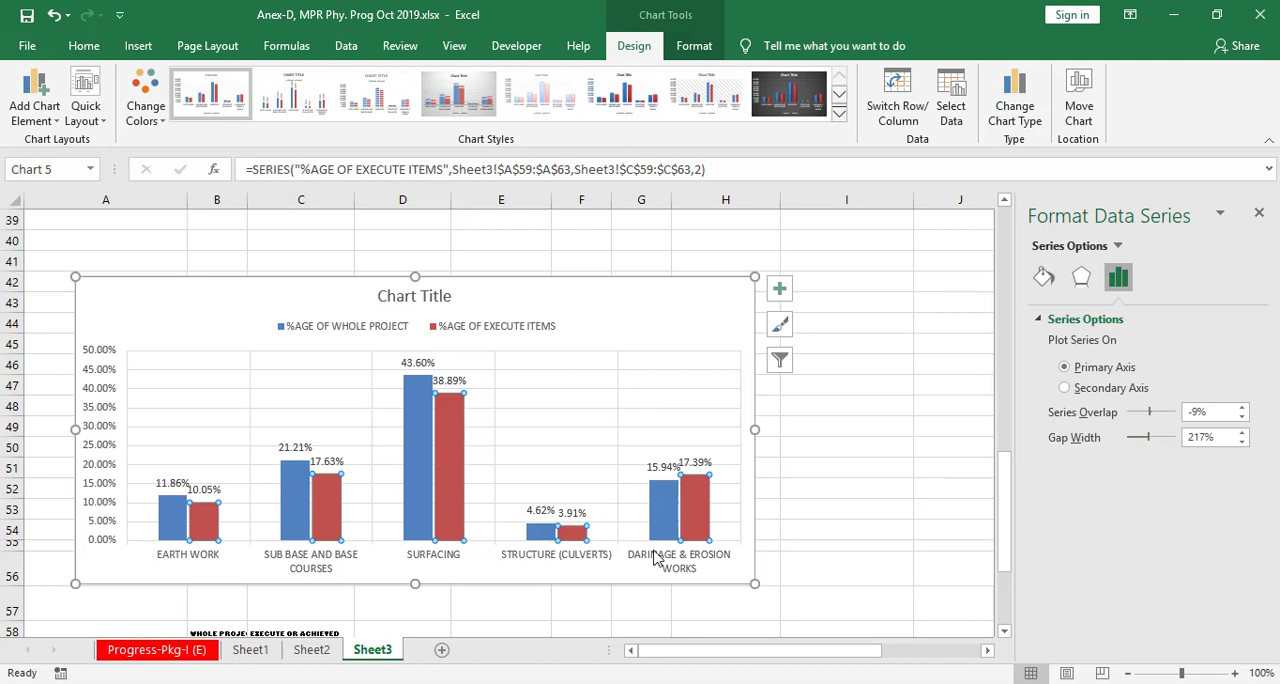 Anex-D, MPR Phy. Prog Oct 2019.xlsx - Excel
Chart Tools
Sign in
File Home Insert Page Layout Formulas Data Review View Developer Help Design Format Tell me what you want to do Share
Add Chart Element
Quick Layout
Change Colors
Switch Row/ Column
Select Data
Change Chart Type
Move Chart
Chart Layouts
Chart Styles
Data
Type
Location
Chart 5
fx
=SERIES("%AGE OF EXECUTE ITEMS",Sheet3!$A$59:$A$63,Sheet3!$C$59:$C$63,2)
A B C D E F G H I J
39
40
41
42
43
44
45
46
47
48
49
50
51
52
53
54
55
56
57
58
Chart Title
%AGE OF WHOLE PROJECT %AGE OF EXECUTE ITEMS
50.00%
45.00%
40.00%
35.00%
30.00%
25.00%
20.00%
15.00%
10.00%
5.00%
0.00%
11.86% 10.05%
21.21% 17.63%
43.60% 38.89%
4.62% 3.91%
15.94% 17.39%
EARTH WORK
SUB BASE AND BASE
COURSES
SURFACING
STRUCTURE (CULVERTS)
DARINAGE & EROSION
WORKS
WHOLE PROJE EXECUTE OR ACHIEVED
Format Data Series
Series Options
Series Options
Plot Series On
Primary Axis
Secondary Axis
Series Overlap -9%
Gap Width 217%
Progress-Pkg-I (E) Sheet1 Sheet2 Sheet3
Ready
100%